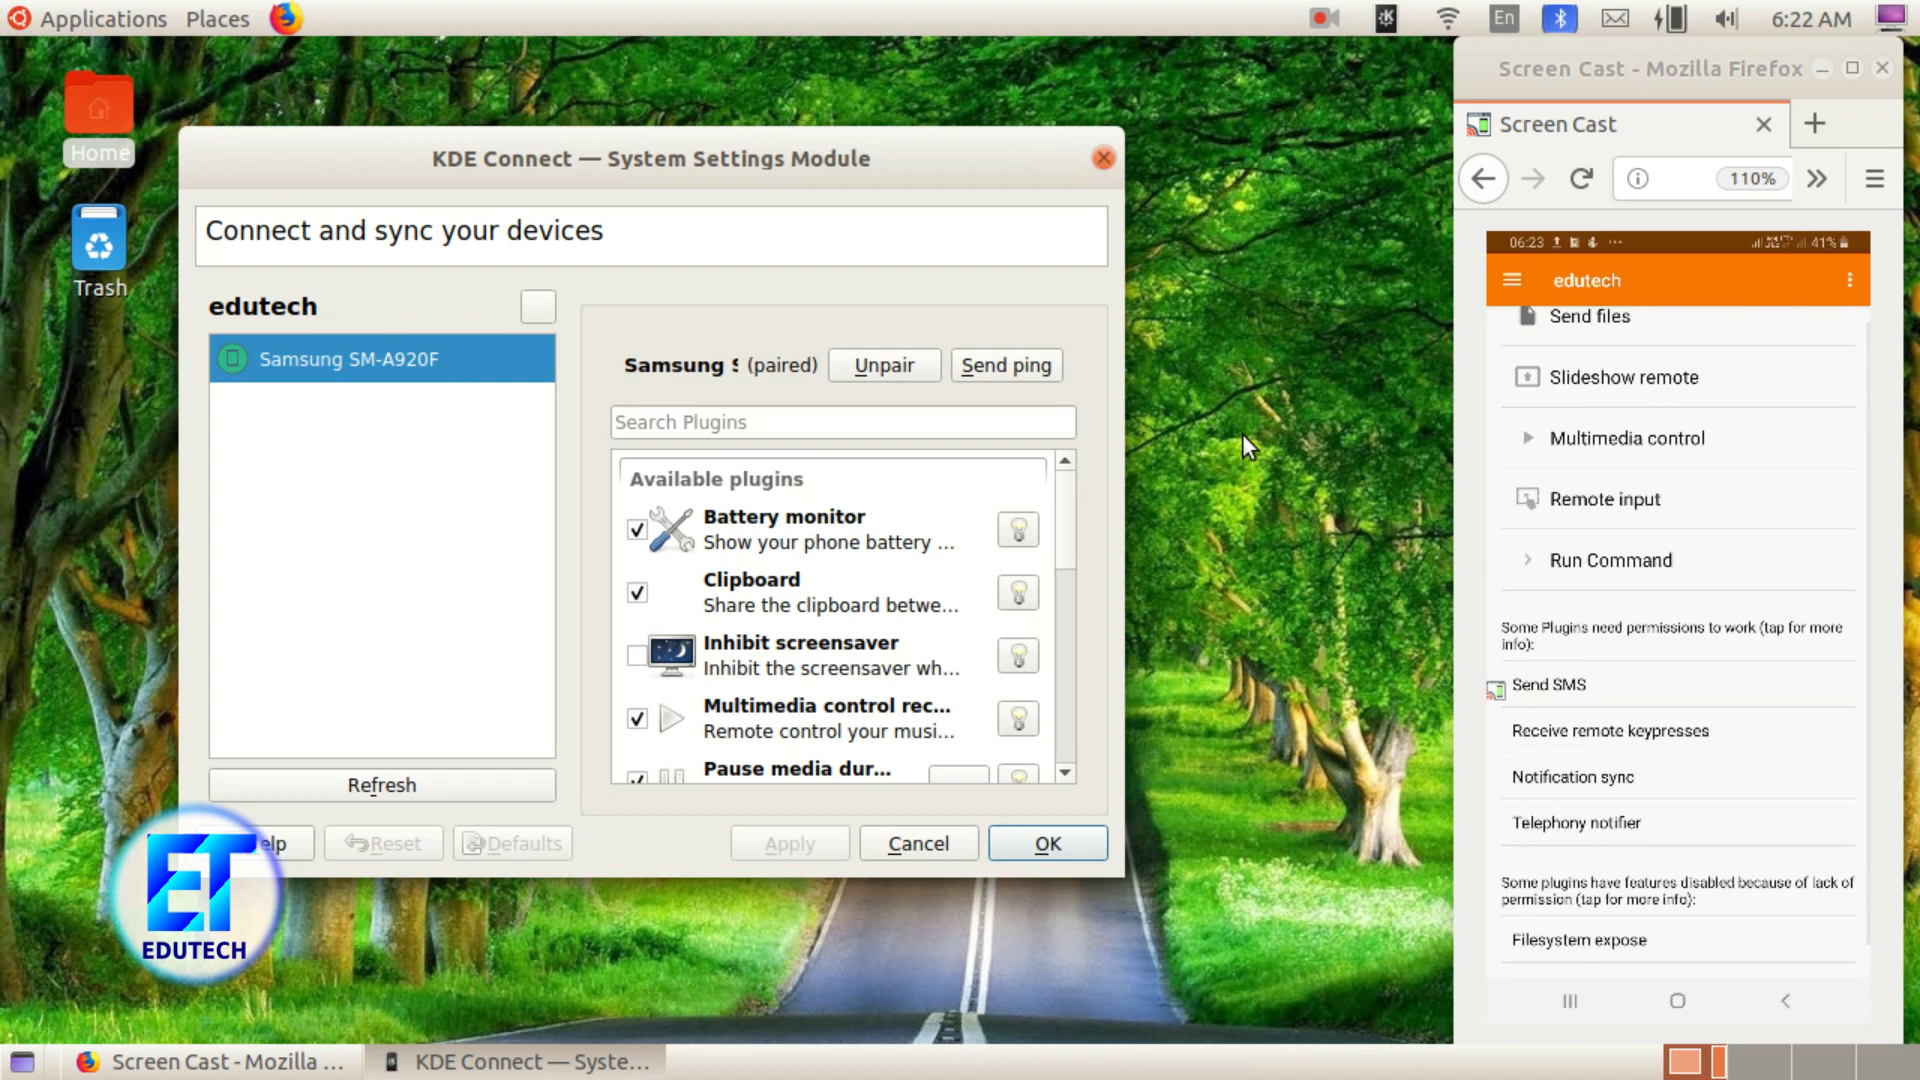 Applications
Places
En
6:22 AM
Home
Trash
KDE Connect — System Settings Module
Connect and sync your devices
edutech
Samsung SM-A920F
Refresh
Samsung S (paired)
Unpair
Send ping
Search Plugins
Available plugins
Battery monitor
Show your phone battery ...
Clipboard
Share the clipboard betwe...
Inhibit screensaver
Inhibit the screensaver wh...
Multimedia control rec...
Remote control your musi...
Pause media dur...
elp
Reset
Defaults
Apply
Cancel
OK
ET
EDUTECH
Screen Cast - Mozilla Firefox
Screen Cast
110%
06:23
41%
edutech
Send files
Slideshow remote
Multimedia control
Remote input
Run Command
Some Plugins need permissions to work (tap for more
info):
Send SMS
Receive remote keypresses
Notification sync
Telephony notifier
Some plugins have features disabled because of lack of
permission (tap for more info):
Filesystem expose
Screen Cast - Mozilla ...
KDE Connect — Syste...